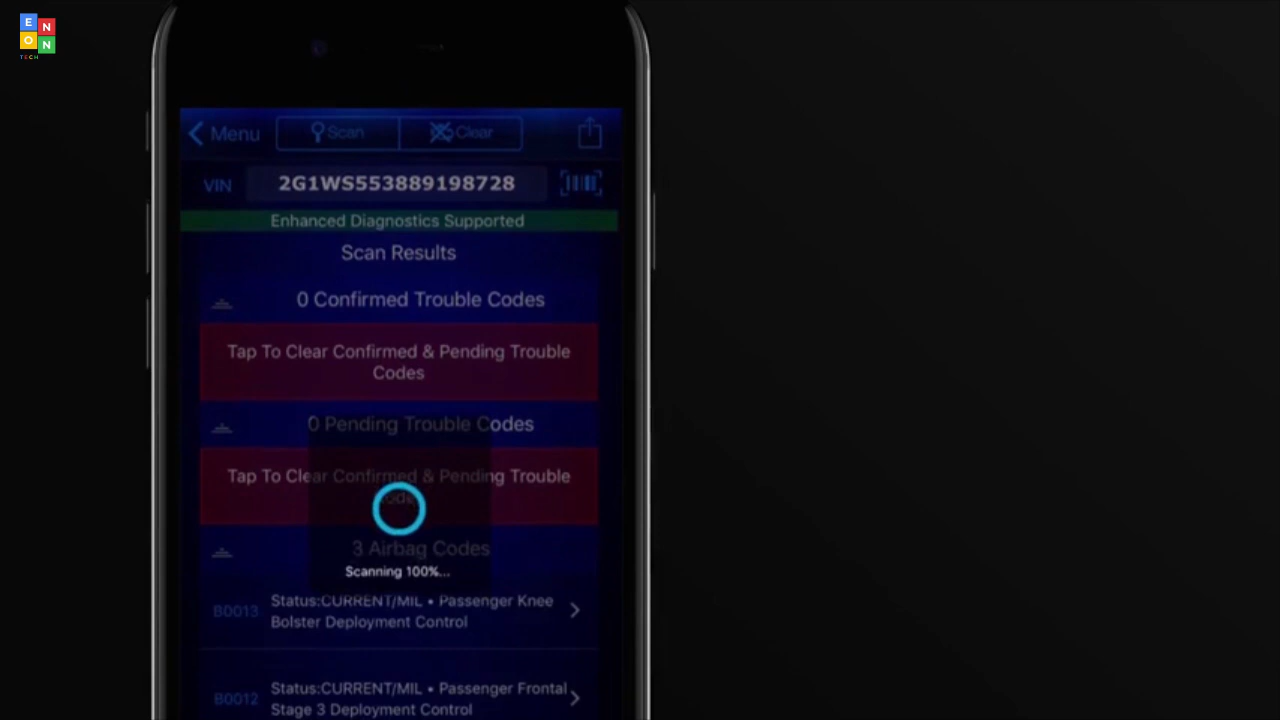 E N
O N
TECH
Menu Scan Clear
VIN 2G1WS553889198728
Enhanced Diagnostics Supported
Scan Results
0 Confirmed Trouble Codes
Tap To Clear Confirmed & Pending Trouble
Codes
0 Pending Trouble Codes
Tap To Clear Confirmed & Pending Trouble
Codes
3 Airbag Codes
Scanning 100%...
B0013 Status:CURRENT/MIL • Passenger Knee
Bolster Deployment Control
B0012 Status:CURRENT/MIL • Passenger Frontal
Stage 3 Deployment Control